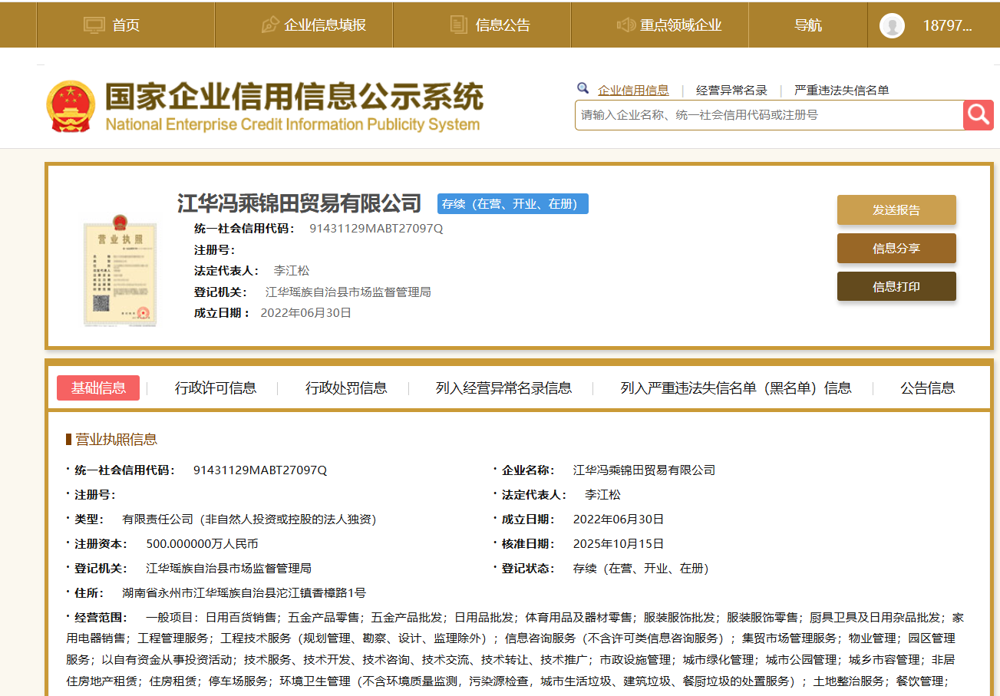 首页 企业信息填报 信息公告 重点领域企业 导航 18797...
国家企业信用信息公示系统
National Enterprise Credit Information Publicity System
企业信用信息 | 经营异常名录 | 严重违法失信名单
请输入企业名称、统一社会信用代码或注册号
江华冯乘锦田贸易有限公司 存续（在营、开业、在册）
统一社会信用代码： 91431129MABT27097Q
注册号：
法定代表人： 李江松
登记机关： 江华瑶族自治县市场监督管理局
成立日期： 2022年06月30日
营业执照
发送报告
信息分享
信息打印
基础信息 | 行政许可信息 | 行政处罚信息 | 列入经营异常名录信息 | 列入严重违法失信名单（黑名单）信息 | 公告信息
营业执照信息
· 统一社会信用代码： 91431129MABT27097Q · 企业名称： 江华冯乘锦田贸易有限公司
· 注册号： · 法定代表人： 李江松
· 类型： 有限责任公司（非自然人投资或控股的法人独资） · 成立日期： 2022年06月30日
· 注册资本： 500.000000万人民币 · 核准日期： 2025年10月15日
· 登记机关： 江华瑶族自治县市场监督管理局 · 登记状态： 存续（在营、开业、在册）
· 住所： 湖南省永州市江华瑶族自治县沱江镇香樟路1号
· 经营范围： 一般项目：日用百货销售；五金产品零售；五金产品批发；日用品批发；体育用品及器材零售；服装服饰批发；服装服饰零售；厨具卫具及日用杂品批发；家
用电器销售；工程管理服务；工程技术服务（规划管理、勘察、设计、监理除外）；信息咨询服务（不含许可类信息咨询服务）；集贸市场管理服务；物业管理；园区管理
服务；以自有资金从事投资活动；技术服务、技术开发、技术咨询、技术交流、技术转让、技术推广；市政设施管理；城市绿化管理；城市公园管理；城乡市容管理；非居
住房地产租赁；住房租赁；停车场服务；环境卫生管理（不含环境质量监测，污染源检查，城市生活垃圾、建筑垃圾、餐厨垃圾的处置服务）；土地整治服务；餐饮管理；